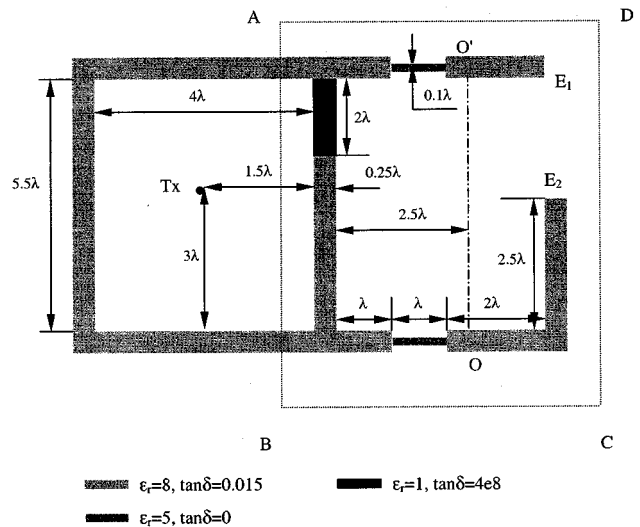 A
D
O'
E₁
0.1λ
4λ
2λ
5.5λ
Tx
1.5λ
0.25λ
E₂
2.5λ
3λ
2.5λ
λ
λ
2λ
O
B
C
εr=8, tanδ=0.015
εr=1, tanδ=4e8
εr=5, tanδ=0